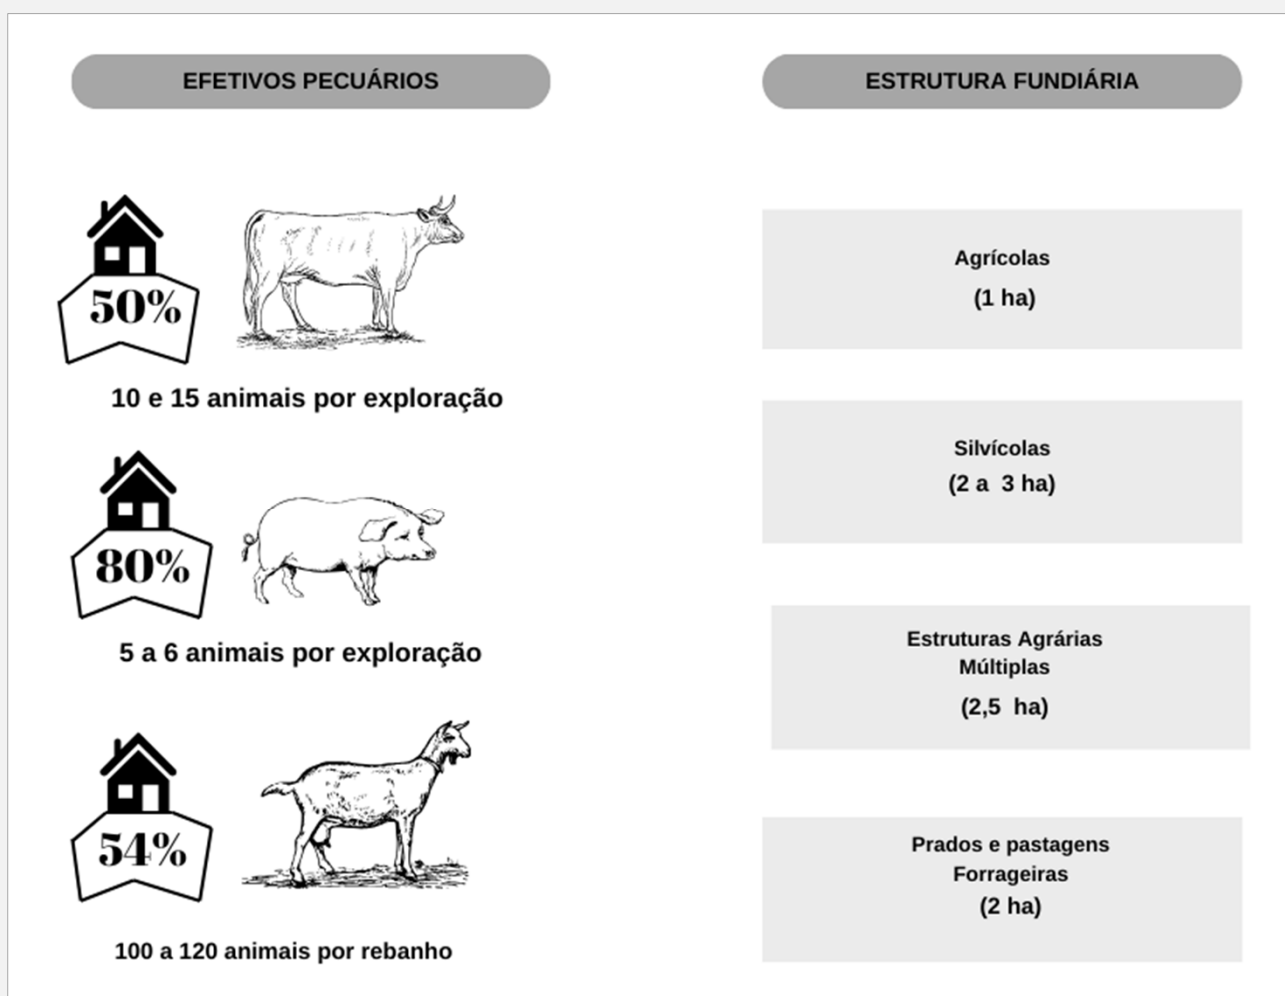 EFETIVOS PECUÁRIOS
50%
10 e 15 animais por exploração
80%
5 a 6 animais por exploração
54%
100 a 120 animais por rebanho
ESTRUTURA FUNDIÁRIA
Agrícolas
(1 ha)
Silvícolas
(2 a 3 ha)
Estruturas Agrárias
Múltiplas
(2,5 ha)
Prados e pastagens
Forrageiras
(2 ha)